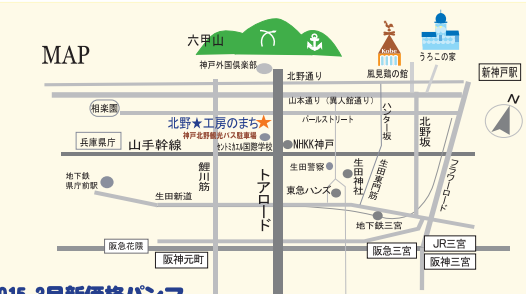 MAP
六甲山
神戸外国倶楽部
北野通り
Kobe
風見鶏の館
うろこの家
新神戸駅
N
相楽園
山本通り(異人館通り)
パールストリート
ハンター坂
北野坂
北野★工房のまち★
神戸北野観光バス駐車場
セントミカエル国際学校
兵庫県庁
山手幹線
NHKK神戸
鯉川筋
トアロード
生田警察
生田神社
生田東門筋
フラワーロード
東急ハンズ
地下鉄
県庁前駅
生田新道
地下鉄三宮
阪急花隈
阪神元町
阪急三宮
JR三宮
阪神三宮